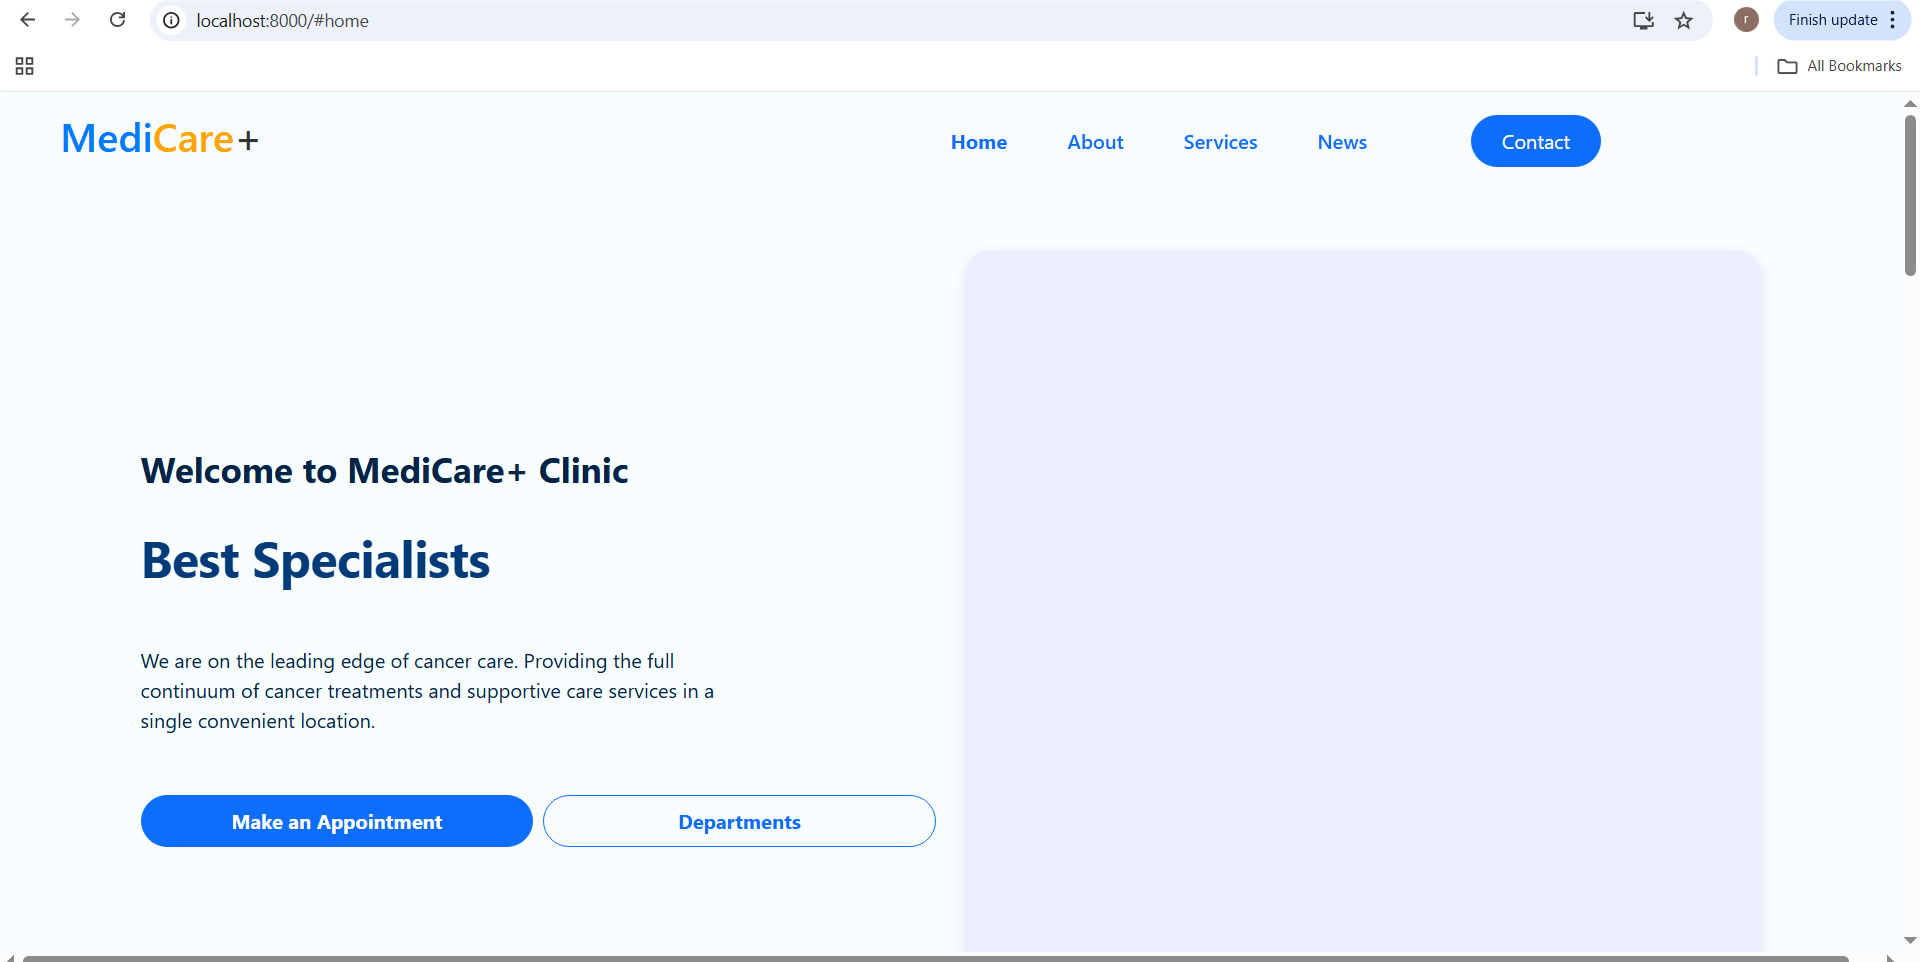 localhost:8000/#home
r
Finish update
All Bookmarks
MediCare+
Home About Services News Contact
Welcome to MediCare+ Clinic
Best Specialists
We are on the leading edge of cancer care. Providing the full
continuum of cancer treatments and supportive care services in a
single convenient location.
Make an Appointment Departments